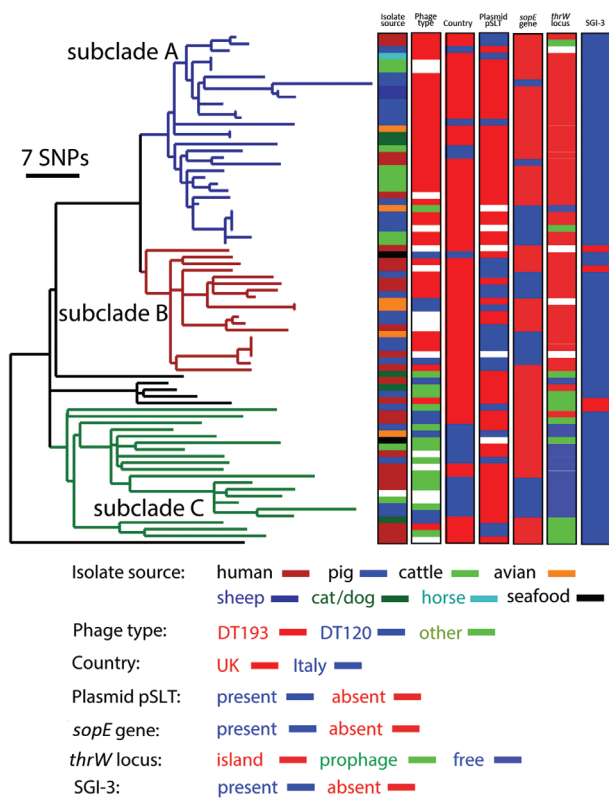 Isolate source
Phage type
Country
Plasmid pSLT
sopE gene
thrW locus
SGI-3
subclade A
7 SNPs
subclade B
subclade C
Isolate source: human pig cattle avian
sheep cat/dog horse seafood
Phage type: DT193 DT120 other
Country: UK Italy
Plasmid pSLT: present absent
sopE gene: present absent
thrW locus: island prophage free
SGI-3: present absent